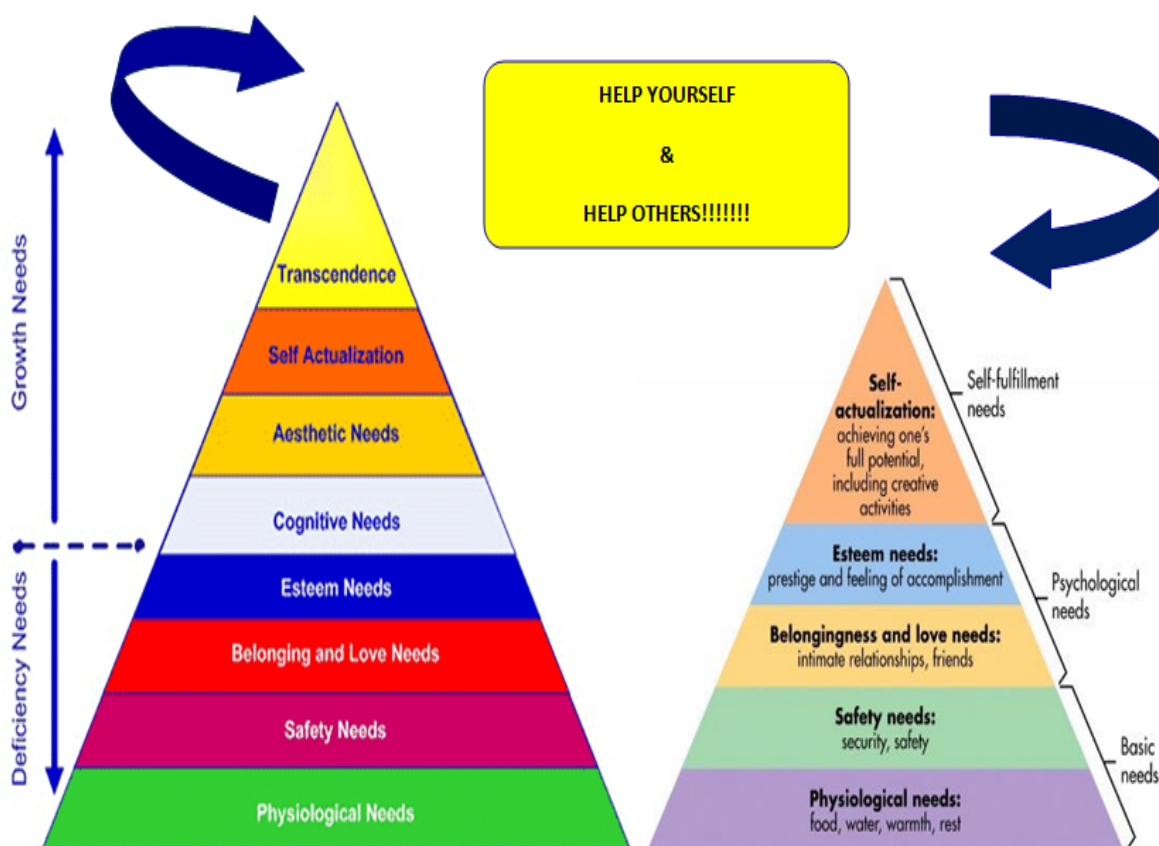 HELP YOURSELF
&
HELP OTHERS!!!!!!!
Growth Needs
Deficiency Needs
Transcendence
Self Actualization
Aesthetic Needs
Cognitive Needs
Esteem Needs
Belonging and Love Needs
Safety Needs
Physiological Needs
Self-
actualization:
achieving one's
full potential,
including creative
activities
Self-fulfillment
needs
Esteem needs:
prestige and feeling of accomplishment
Psychological
needs
Belongingness and love needs:
intimate relationships, friends
Safety needs:
security, safety
Basic
needs
Physiological needs:
food, water, warmth, rest